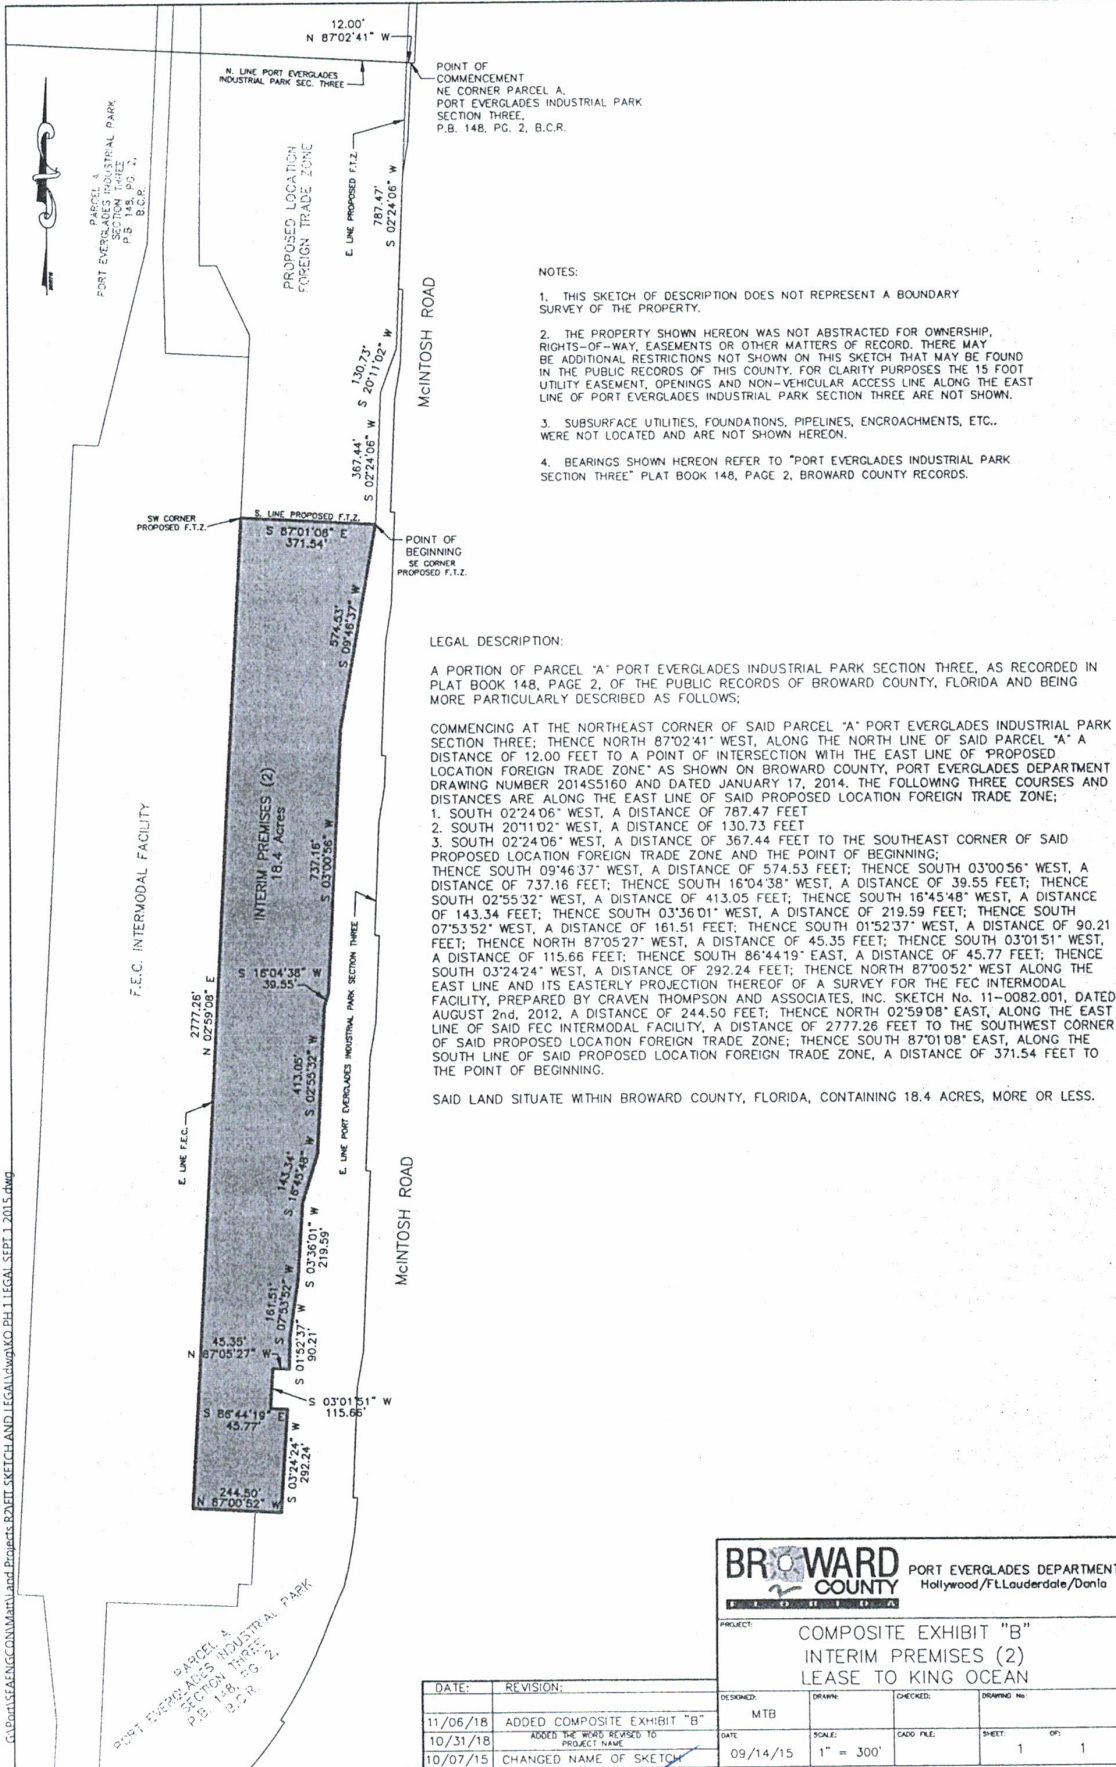 12.00'
N 87°02'41" W
N. LINE PORT EVERGLADES
INDUSTRIAL PARK SEC. THREE
POINT OF
COMMENCEMENT
NE CORNER PARCEL A,
PORT EVERGLADES INDUSTRIAL PARK
SECTION THREE,
P.B. 148, PG. 2, B.C.R.
PARCEL A
PORT EVERGLADES INDUSTRIAL PARK
SECTION THREE
P.B. 148, PG. 2,
B.C.R.
PROPOSED LOCATION
FOREIGN TRADE ZONE
E. LINE PROPOSED F.T.Z.
787.47'
S 02°24'06" W
McINTOSH ROAD
130.73'
S 20°11'02" W
367.44'
S 02°24'06" W
NOTES:
1. THIS SKETCH OF DESCRIPTION DOES NOT REPRESENT A BOUNDARY
SURVEY OF THE PROPERTY.
2. THE PROPERTY SHOWN HEREON WAS NOT ABSTRACTED FOR OWNERSHIP,
RIGHTS-OF-WAY, EASEMENTS OR OTHER MATTERS OF RECORD. THERE MAY
BE ADDITIONAL RESTRICTIONS NOT SHOWN ON THIS SKETCH THAT MAY BE FOUND
IN THE PUBLIC RECORDS OF THIS COUNTY. FOR CLARITY PURPOSES THE 15 FOOT
UTILITY EASEMENT, OPENINGS AND NON-VEHICULAR ACCESS LINE ALONG THE EAST
LINE OF PORT EVERGLADES INDUSTRIAL PARK SECTION THREE ARE NOT SHOWN.
3. SUBSURFACE UTILITIES, FOUNDATIONS, PIPELINES, ENCROACHMENTS, ETC..
WERE NOT LOCATED AND ARE NOT SHOWN HEREON.
4. BEARINGS SHOWN HEREON REFER TO "PORT EVERGLADES INDUSTRIAL PARK
SECTION THREE" PLAT BOOK 148, PAGE 2, BROWARD COUNTY RECORDS.
SW CORNER
PROPOSED F.T.Z.
S. LINE PROPOSED F.T.Z.
S 87°01'08" E
371.54'
POINT OF
BEGINNING
SE CORNER
PROPOSED F.T.Z.
574.53'
S 09°46'37" W
LEGAL DESCRIPTION:
A PORTION OF PARCEL "A" PORT EVERGLADES INDUSTRIAL PARK SECTION THREE, AS RECORDED IN
PLAT BOOK 148, PAGE 2, OF THE PUBLIC RECORDS OF BROWARD COUNTY, FLORIDA AND BEING
MORE PARTICULARLY DESCRIBED AS FOLLOWS;
COMMENCING AT THE NORTHEAST CORNER OF SAID PARCEL "A" PORT EVERGLADES INDUSTRIAL PARK
SECTION THREE; THENCE NORTH 87°02'41" WEST, ALONG THE NORTH LINE OF SAID PARCEL "A" A
DISTANCE OF 12.00 FEET TO A POINT OF INTERSECTION WITH THE EAST LINE OF "PROPOSED
LOCATION FOREIGN TRADE ZONE" AS SHOWN ON BROWARD COUNTY, PORT EVERGLADES DEPARTMENT
DRAWING NUMBER 2014S5160 AND DATED JANUARY 17, 2014. THE FOLLOWING THREE COURSES AND
DISTANCES ARE ALONG THE EAST LINE OF SAID PROPOSED LOCATION FOREIGN TRADE ZONE;
1. SOUTH 02°24'06" WEST, A DISTANCE OF 787.47 FEET
2. SOUTH 20°11'02" WEST, A DISTANCE OF 130.73 FEET
3. SOUTH 02°24'06" WEST, A DISTANCE OF 367.44 FEET TO THE SOUTHEAST CORNER OF SAID
PROPOSED LOCATION FOREIGN TRADE ZONE AND THE POINT OF BEGINNING;
THENCE SOUTH 09°46'37" WEST, A DISTANCE OF 574.53 FEET; THENCE SOUTH 03°00'56" WEST, A
DISTANCE OF 737.16 FEET; THENCE SOUTH 16°04'38" WEST, A DISTANCE OF 39.55 FEET; THENCE
SOUTH 02°55'32" WEST, A DISTANCE OF 413.05 FEET; THENCE SOUTH 16°45'48" WEST, A DISTANCE
OF 143.34 FEET; THENCE SOUTH 03°36'01" WEST, A DISTANCE OF 219.59 FEET; THENCE SOUTH
07°53'52" WEST, A DISTANCE OF 161.51 FEET; THENCE SOUTH 01°52'37" WEST, A DISTANCE OF 90.21
FEET; THENCE NORTH 87°05'27" WEST, A DISTANCE OF 45.35 FEET; THENCE SOUTH 03°01'51" WEST,
A DISTANCE OF 115.66 FEET; THENCE SOUTH 86°44'19" EAST, A DISTANCE OF 45.77 FEET; THENCE
SOUTH 03°24'24" WEST, A DISTANCE OF 292.24 FEET; THENCE NORTH 87°00'52" WEST ALONG THE
EAST LINE AND ITS EASTERLY PROJECTION THEREOF OF A SURVEY FOR THE FEC INTERMODAL
FACILITY, PREPARED BY CRAVEN THOMPSON AND ASSOCIATES, INC. SKETCH No. 11-0082.001, DATED
AUGUST 2nd, 2012, A DISTANCE OF 244.50 FEET; THENCE NORTH 02°59'08" EAST, ALONG THE EAST
LINE OF SAID FEC INTERMODAL FACILITY, A DISTANCE OF 2777.26 FEET TO THE SOUTHWEST CORNER
OF SAID PROPOSED LOCATION FOREIGN TRADE ZONE; THENCE SOUTH 87°01'08" EAST, ALONG THE
SOUTH LINE OF SAID PROPOSED LOCATION FOREIGN TRADE ZONE, A DISTANCE OF 371.54 FEET TO
THE POINT OF BEGINNING.
SAID LAND SITUATE WITHIN BROWARD COUNTY, FLORIDA, CONTAINING 18.4 ACRES, MORE OR LESS.
INTERIM PREMISES (2)
18.4 Acres
737.16'
S 03°00'56" W
F.E.C. INTERMODAL FACILITY
2777.26'
N 02°59'08" E
S 16°04'38" W
39.55'
E. LINE PORT EVERGLADES INDUSTRIAL PARK SECTION THREE
413.05'
S 02°55'32" W
E. LINE F.E.C.
143.34'
S 16°45'48" W
McINTOSH ROAD
S 03°36'01" W
219.59'
161.51'
S 07°53'52" W
45.35'
N 87°05'27" W
S 01°52'37" W
90.21'
S 03°01'51" W
115.66'
S 86°44'19" E
45.77'
S 03°24'24" W
292.24'
244.50'
N 87°00'52" W
PARCEL A
PORT EVERGLADES INDUSTRIAL PARK
SECTION THREE
P.B. 148, PG. 2,
B.C.R.
G:\Port\SEAENGCON\Matt\Land Projects R2\FIT SKETCH AND LEGAL\dwg\KO PH 1 LEGAL SEPT 1 2015.dwg
BROWARD
COUNTY
FLORIDA
PORT EVERGLADES DEPARTMENT
Hollywood/Ft.Lauderdale/Dania
PROJECT:
COMPOSITE EXHIBIT "B"
INTERIM PREMISES (2)
LEASE TO KING OCEAN
DATE: REVISION:
11/06/18 ADDED COMPOSITE EXHIBIT "B"
10/31/18 ADDED THE WORD REVISED TO
PROJECT NAME
10/07/15 CHANGED NAME OF SKETCH
DESIGNED: DRAWN: CHECKED: DRAWING No:
MTB
DATE SCALE: CADD FILE: SHEET: OF:
09/14/15 1" = 300' 1 1